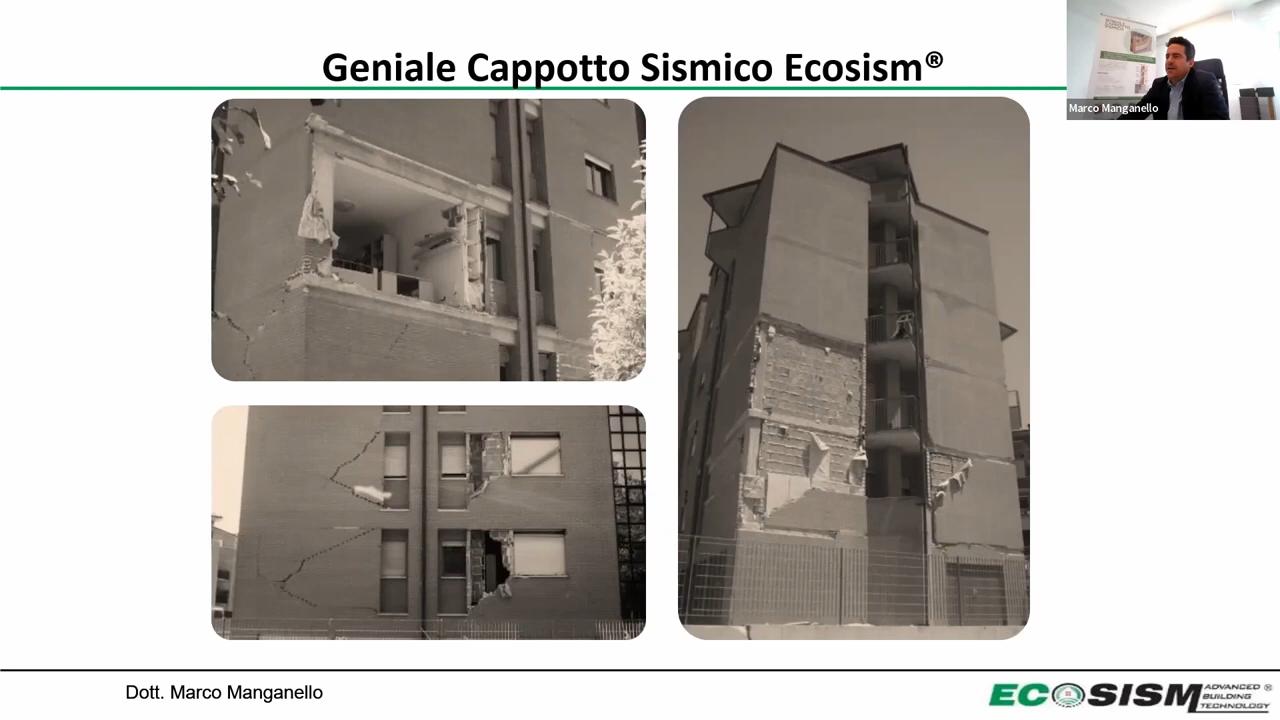 Geniale Cappotto Sismico Ecosism®
Marco Manganello
Dott. Marco Manganello
ECOSISM ADVANCED ®
BUILDING
TECHNOLOGY